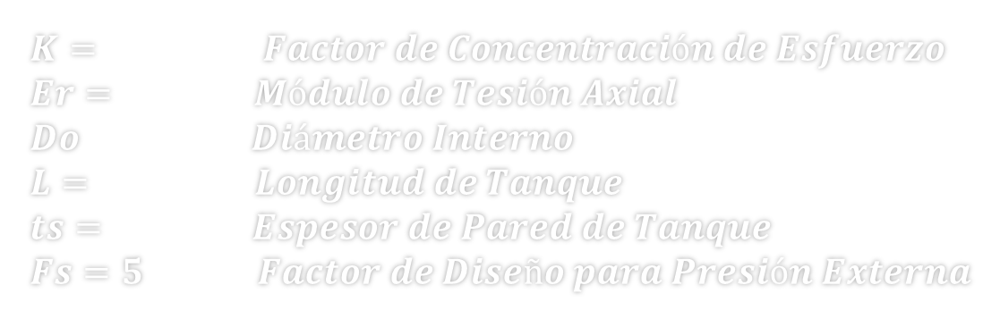 K = Factor de Concentración de Esfuerzo
Er = Módulo de Tesión Axial
Do Diámetro Interno
L = Longitud de Tanque
ts = Espesor de Pared de Tanque
Fs = 5 Factor de Diseño para Presión Externa